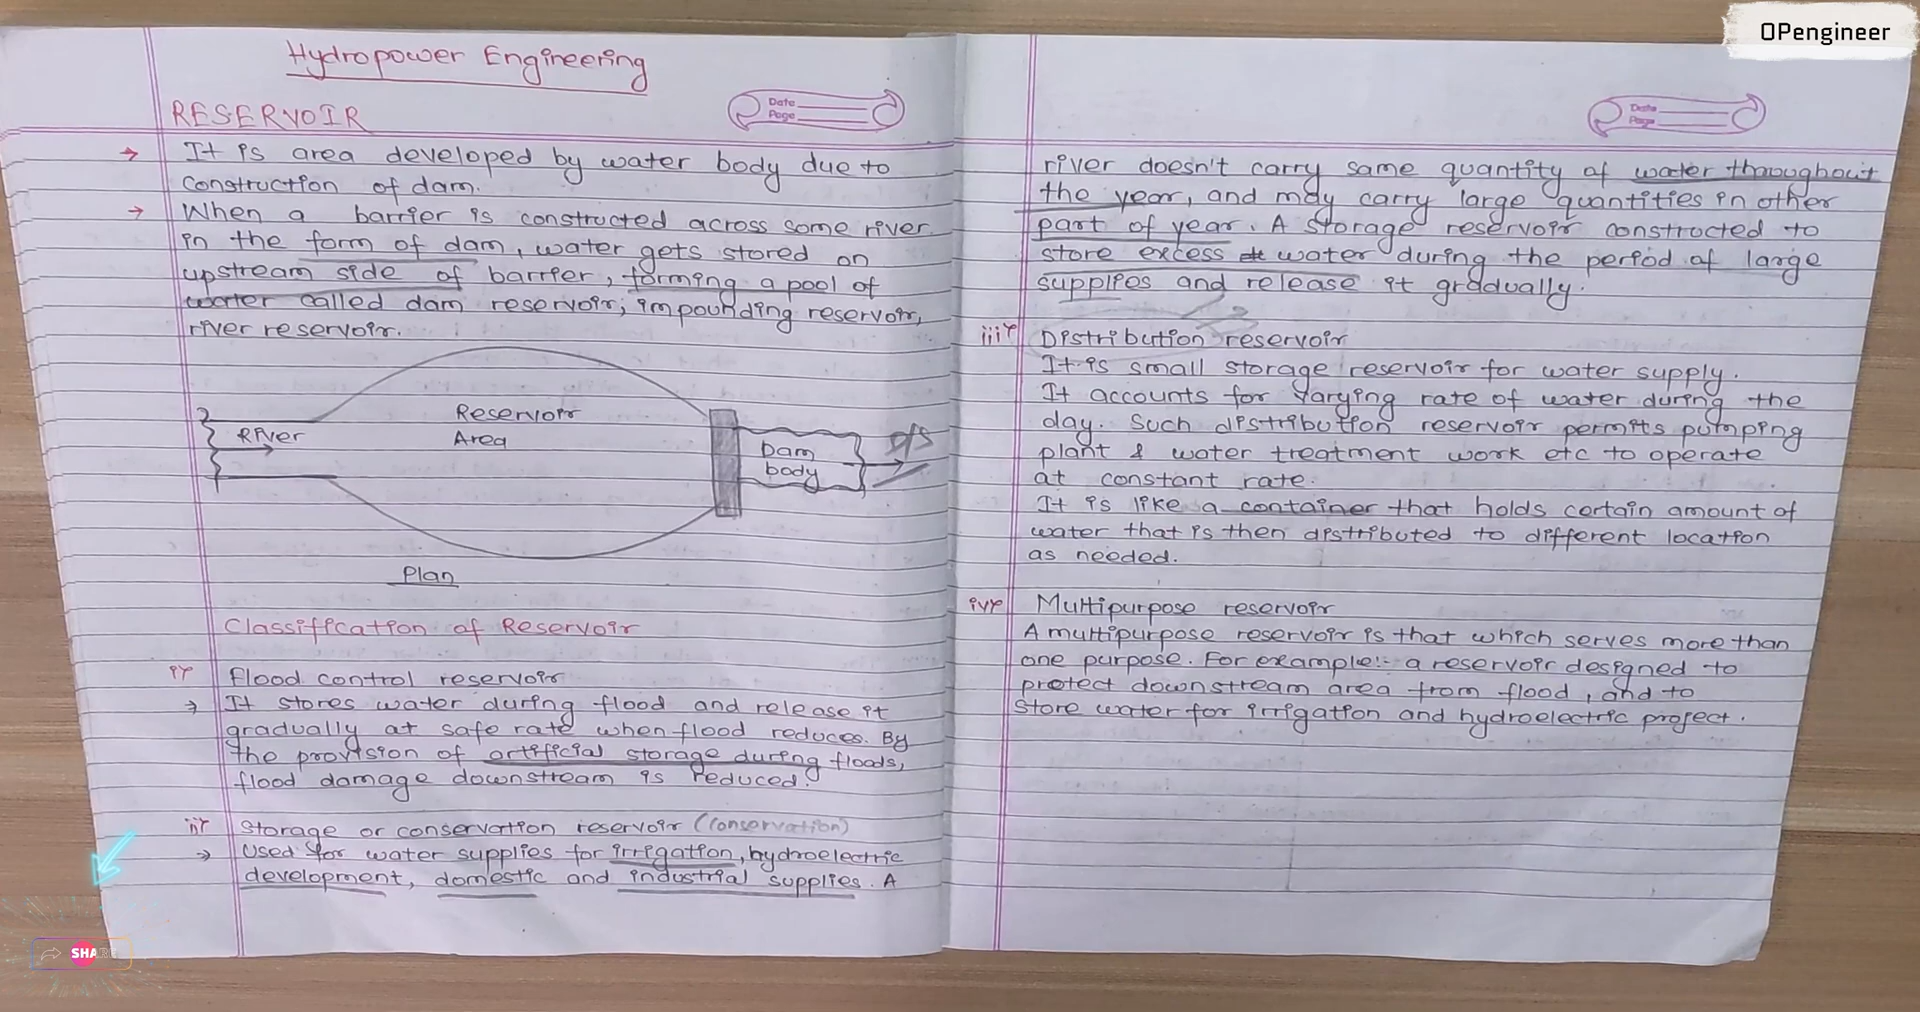 OPengineer
Hydropower Engineering
RESERVOIR
Date
Page
→ It is area developed by water body due to
construction of dam.
→ When a barrier is constructed across some river
in the form of dam, water gets stored on
upstream side of barrier, forming a pool of
water called dam reservoir, impounding reservoir,
river reservoir.
River
Reservoir
Area
Dam
body
D/S
Plan
Classification of Reservoir
i) Flood control reservoir
→ It stores water during flood and release it
gradually at safe rate when flood reduces. By
the provision of artificial storage during floods,
flood damage downstream is reduced.
ii) Storage or conservation reservoir (Conservation)
→ Used for water supplies for irrigation, hydroelectric
development, domestic and industrial supplies. A
SHA
Date
Page
river doesn't carry same quantity of water thoroughout
the year, and may carry large quantities in other
part of year. A storage reservoir constructed to
store excess water during the period of large
supplies and release it gradually.
iii) Distribution reservoir
It is small storage reservoir for water supply.
It accounts for varying rate of water during the
day. Such distribution reservoir permits pumping
plant & water treatment work etc to operate
at constant rate.
It is like a container that holds certain amount of
water that is then distributed to different location
as needed.
iv) Multipurpose reservoir
A multipurpose reservoir is that which serves more than
one purpose. For example:- a reservoir designed to
protect downstream area from flood, and to
store water for irrigation and hydroelectric project.